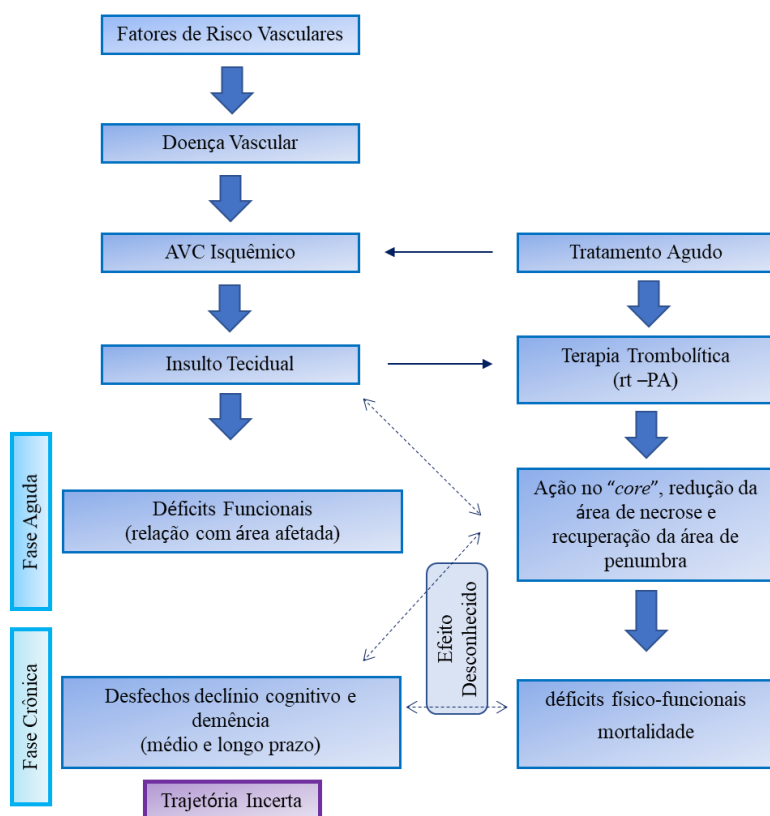 Fatores de Risco Vasculares
Doença Vascular
AVC Isquêmico
Tratamento Agudo
Insulto Tecidual
Terapia Trombolítica
(rt –PA)
Fase Aguda
Déficits Funcionais
(relação com área afetada)
Ação no “core”, redução da
área de necrose e
recuperação da área de
penumbra
Efeito
Desconhecido
Fase Crônica
Desfechos declínio cognitivo e
demência
(médio e longo prazo)
déficits físico-funcionais
mortalidade
Trajetória Incerta